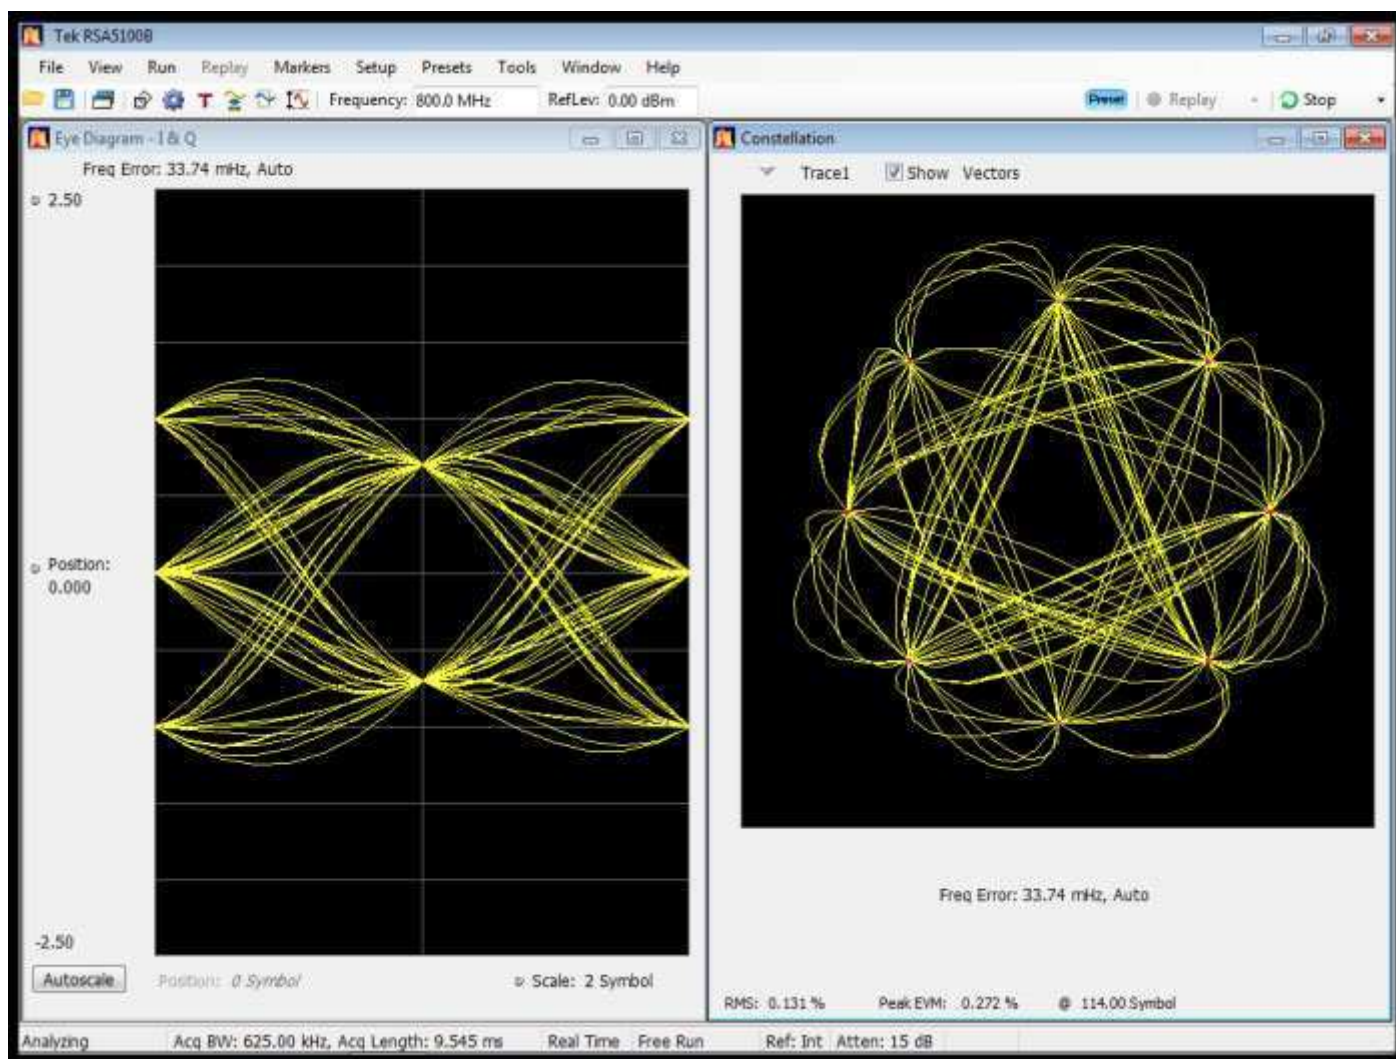 Tek RSA5100B
File View Run Replay Markers Setup Presets Tools Window Help
Frequency: 800.0 MHz RefLev: 0.00 dBm Preset Replay Stop
Eye Diagram - I & Q
Freq Error: 33.74 mHz, Auto
2.50
Position:
0.000
-2.50
Autoscale Position: 0 Symbol Scale: 2 Symbol
Constellation
Trace1 Show Vectors
Freq Error: 33.74 mHz, Auto
RMS: 0.131 % Peak EVM: 0.272 % @ 114.00 Symbol
Analyzing Acq BW: 625.00 kHz, Acq Length: 9.545 ms Real Time Free Run Ref: Int Atten: 15 dB